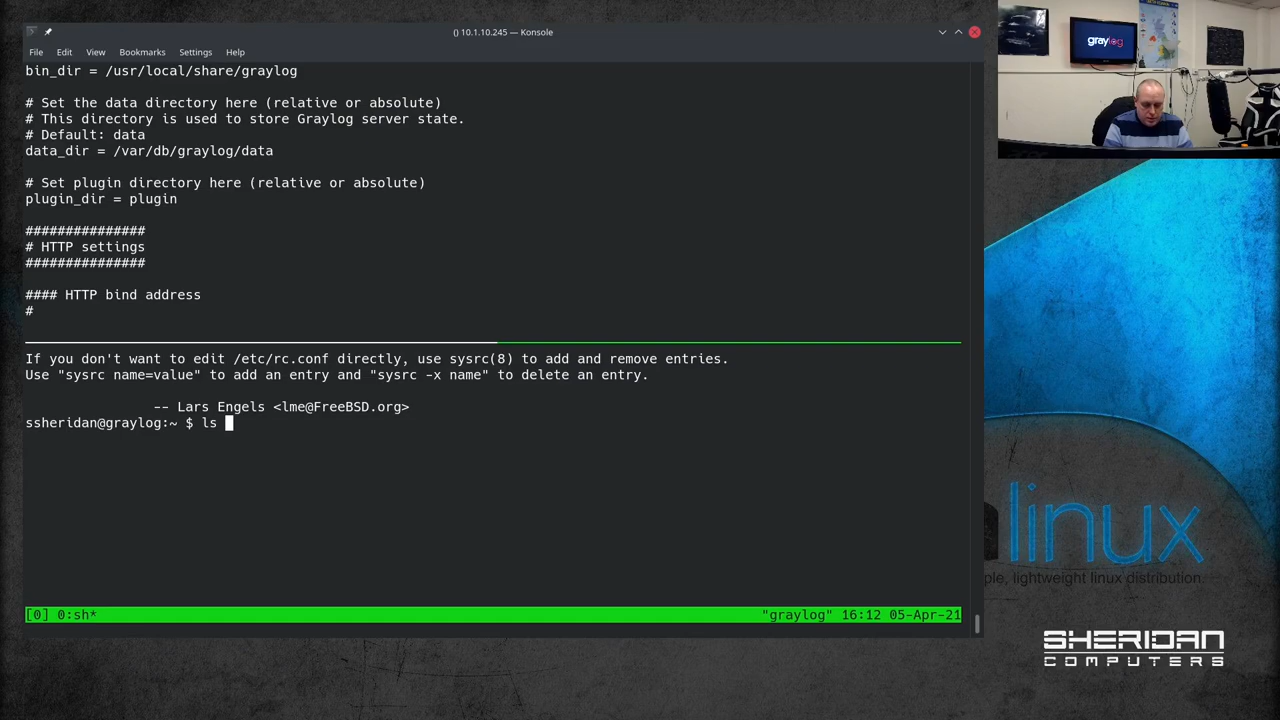 () 10.1.10.245 — Konsole
File Edit View Bookmarks Settings Help
bin_dir = /usr/local/share/graylog
# Set the data directory here (relative or absolute)
# This directory is used to store Graylog server state.
# Default: data
data_dir = /var/db/graylog/data
# Set plugin directory here (relative or absolute)
plugin_dir = plugin
###############
# HTTP settings
###############
#### HTTP bind address
#
If you don't want to edit /etc/rc.conf directly, use sysrc(8) to add and remove entries.
Use "sysrc name=value" to add an entry and "sysrc -x name" to delete an entry.
-- Lars Engels <lme@FreeBSD.org>
ssheridan@graylog:~ $ ls
[0] 0:sh* "graylog" 16:12 05-Apr-21
graylog
linux
ple, lightweight linux distribution.
SHERIDAN
COMPUTERS